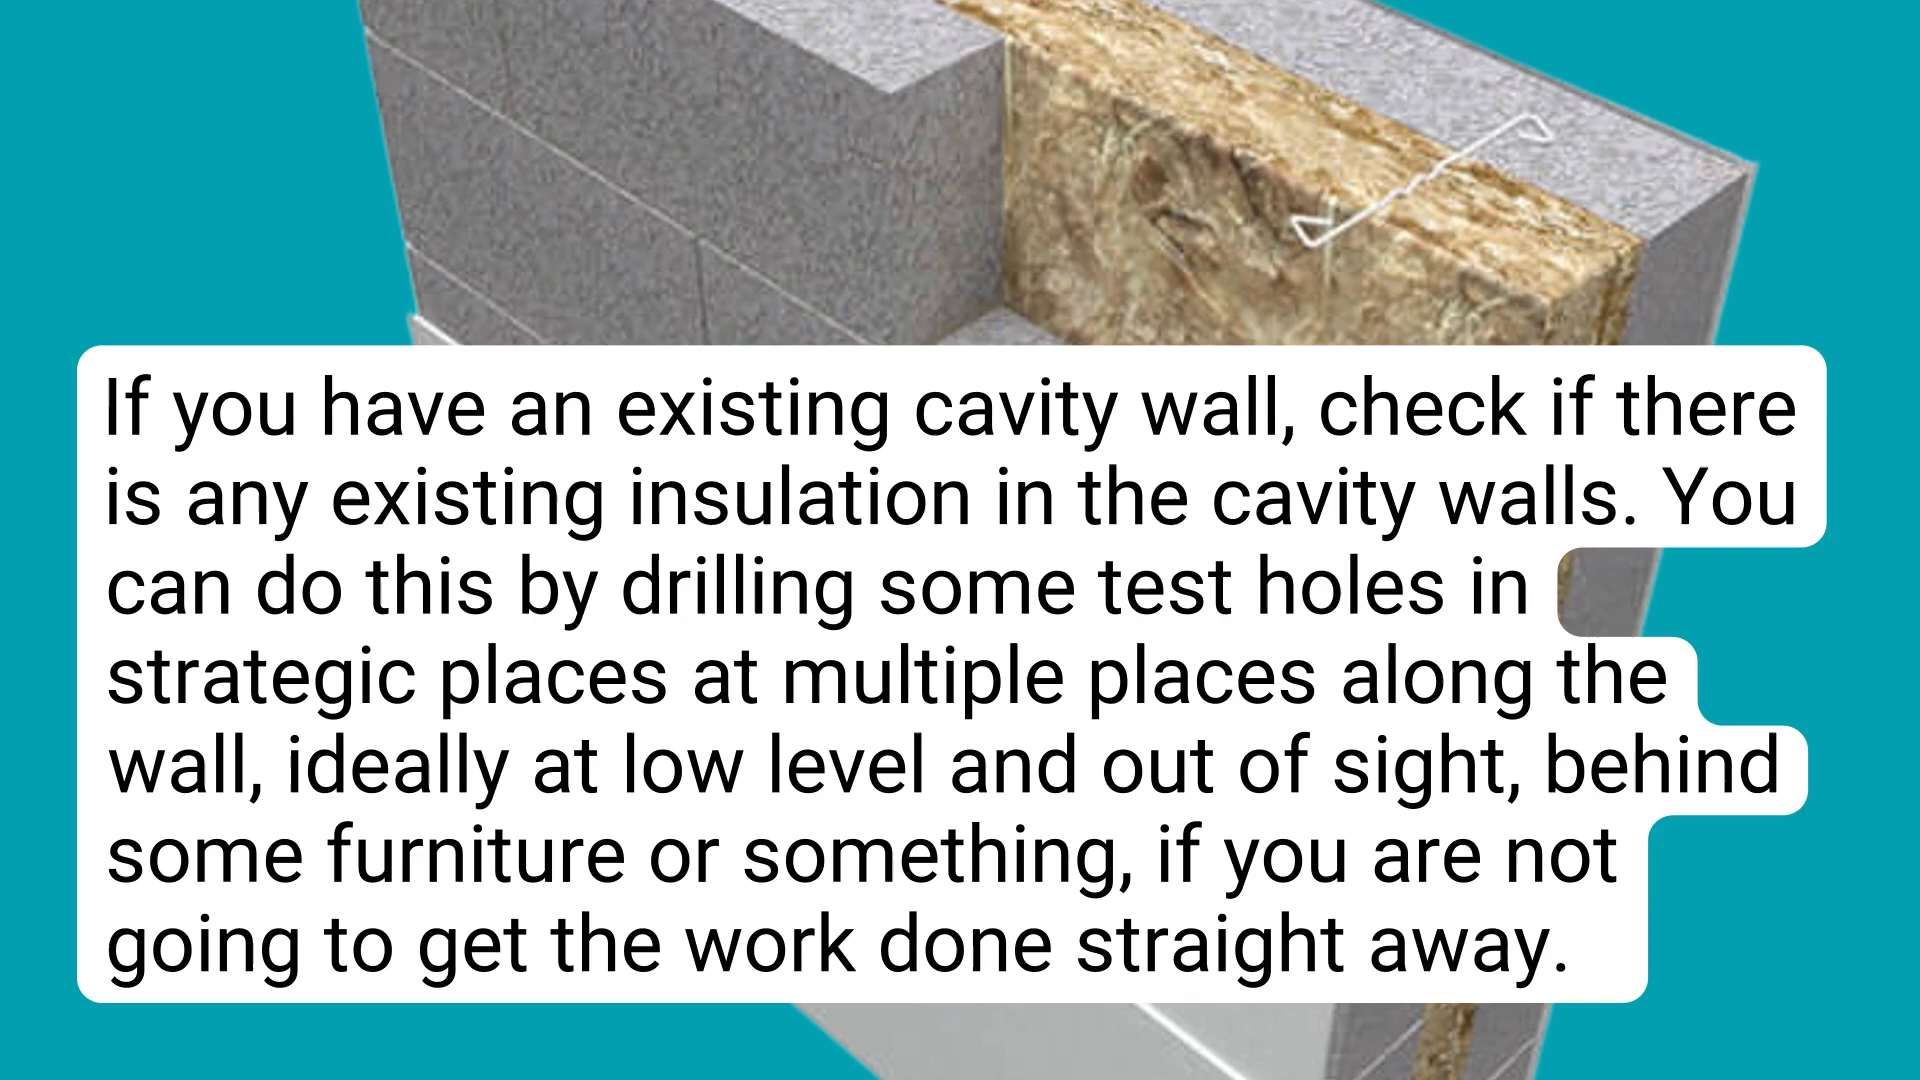 If you have an existing cavity wall, check if there
is any existing insulation in the cavity walls. You
can do this by drilling some test holes in
strategic places at multiple places along the
wall, ideally at low level and out of sight, behind
some furniture or something, if you are not
going to get the work done straight away.